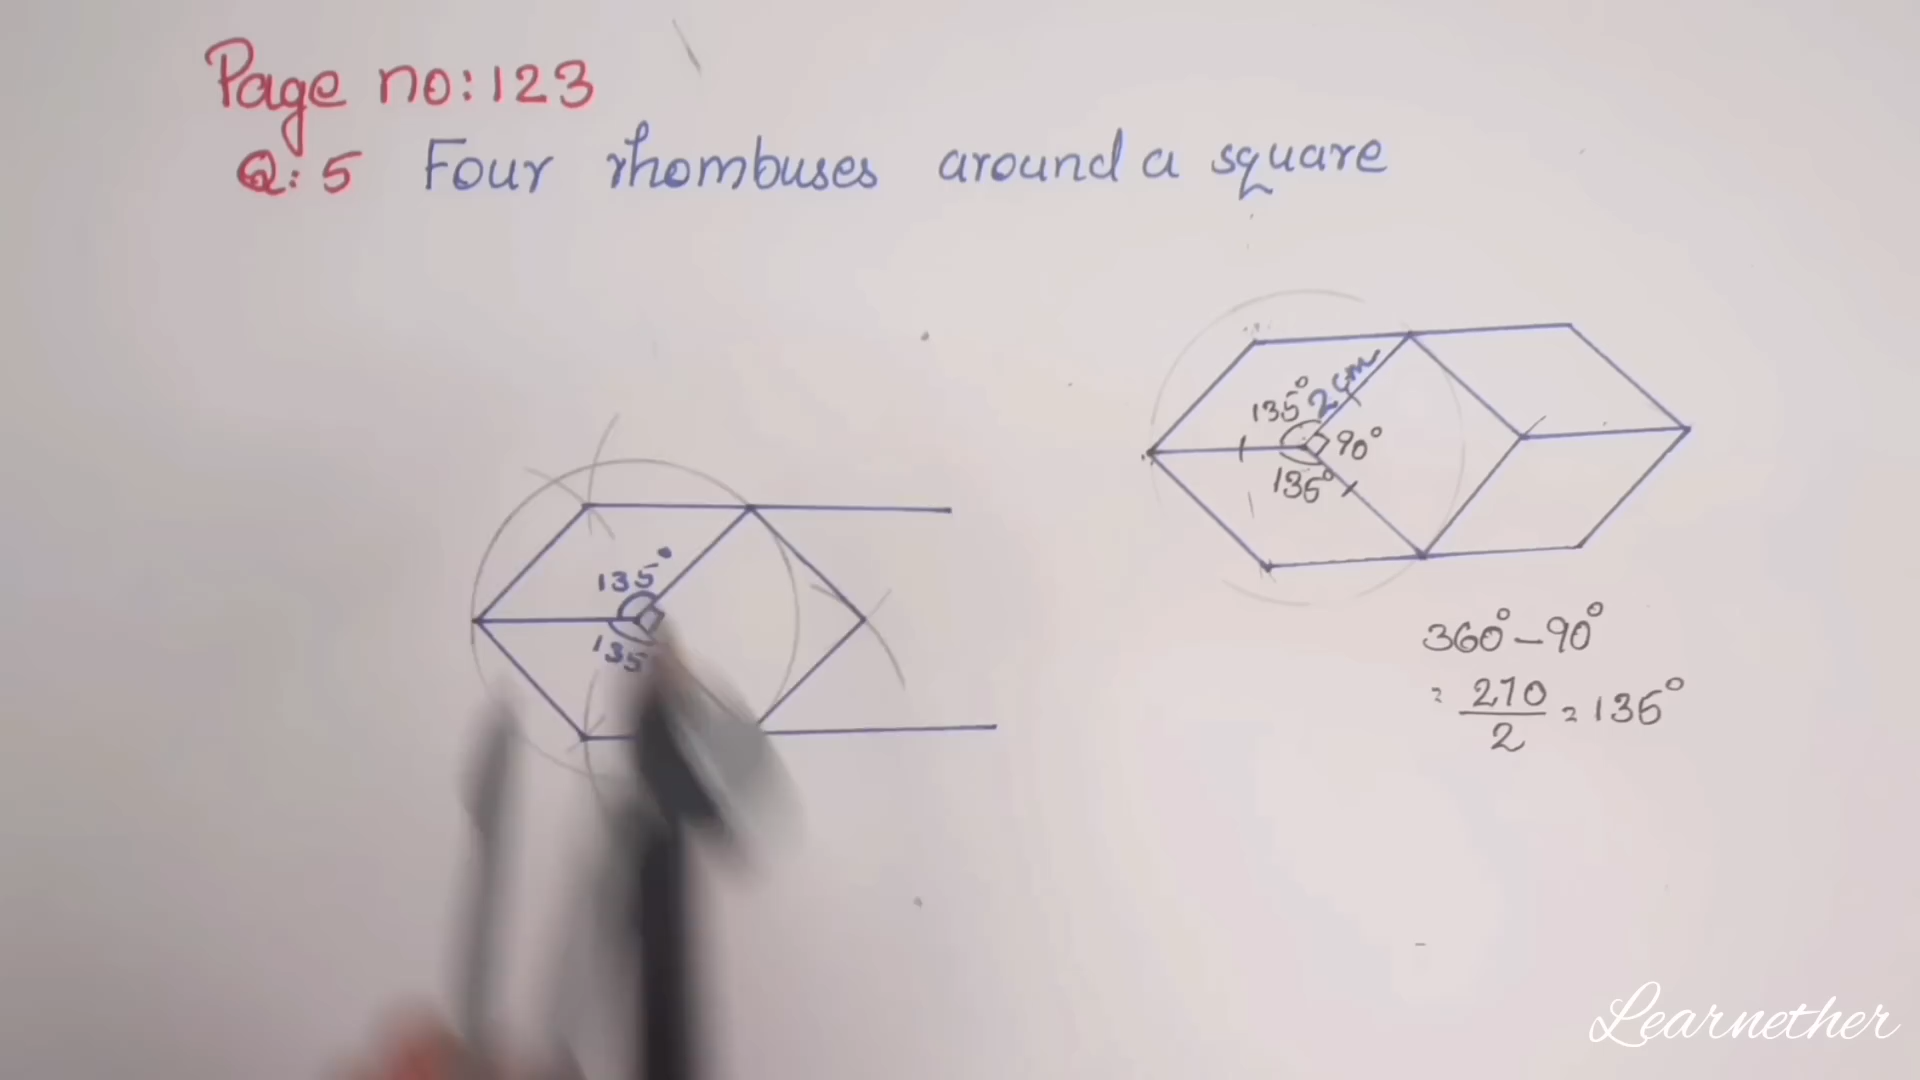 Page no: 123
Q: 5 Four rhombuses around a square
135°
2cm
90°
135°
135°
135
360° - 90°
= 270/2 = 135°
Learnether